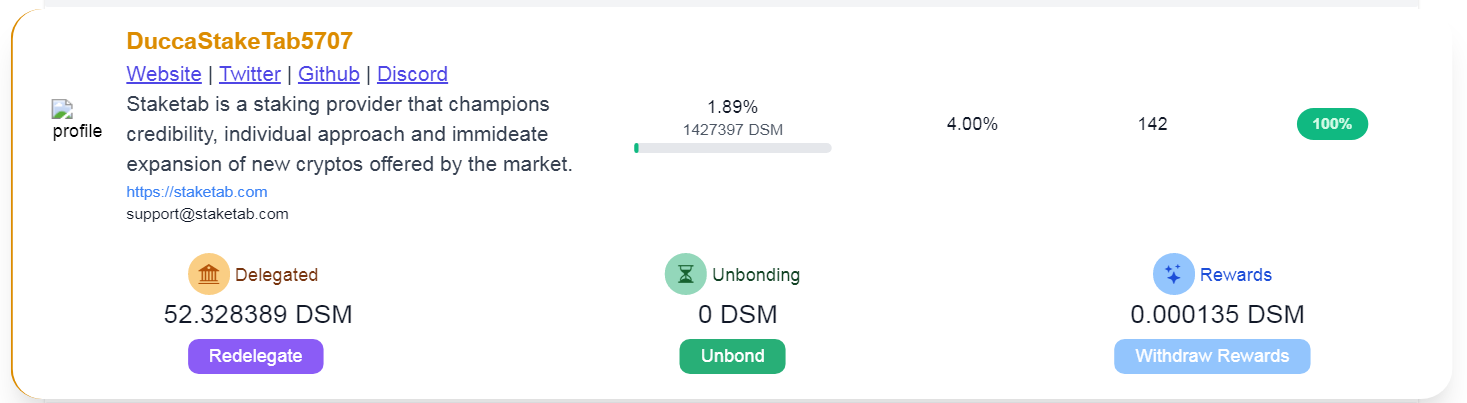 DuccaStakeTab5707
Website | Twitter | Github | Discord
profile
Staketab is a staking provider that champions
credibility, individual approach and immideate
expansion of new cryptos offered by the market.
https://staketab.com
support@staketab.com
1.89%
1427397 DSM
4.00%
142
100%
Delegated
52.328389 DSM
Redelegate
Unbonding
0 DSM
Unbond
Rewards
0.000135 DSM
Withdraw Rewards